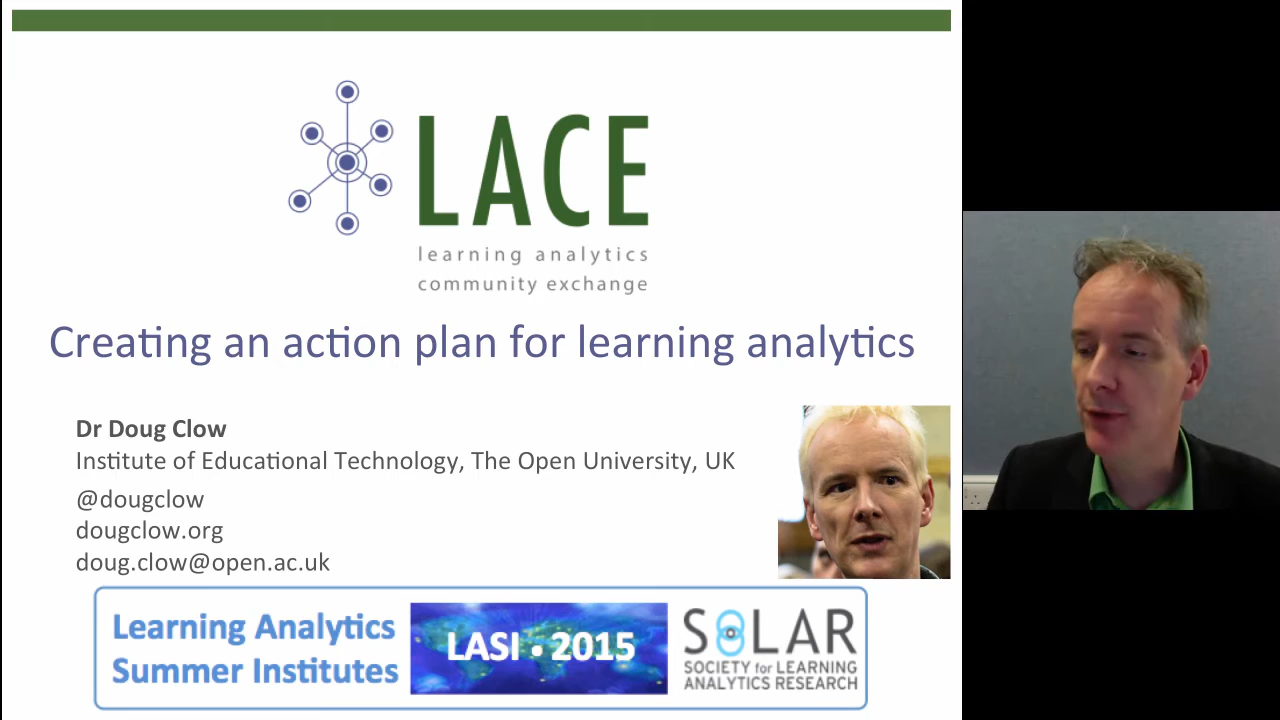 LACE
learning analytics
community exchange
Creating an action plan for learning analytics
Dr Doug Clow
Institute of Educational Technology, The Open University, UK
@dougclow
dougclow.org
doug.clow@open.ac.uk
Learning Analytics
Summer Institutes
LASI • 2015
SOLAR
SOCIETY for LEARNING
ANALYTICS RESEARCH